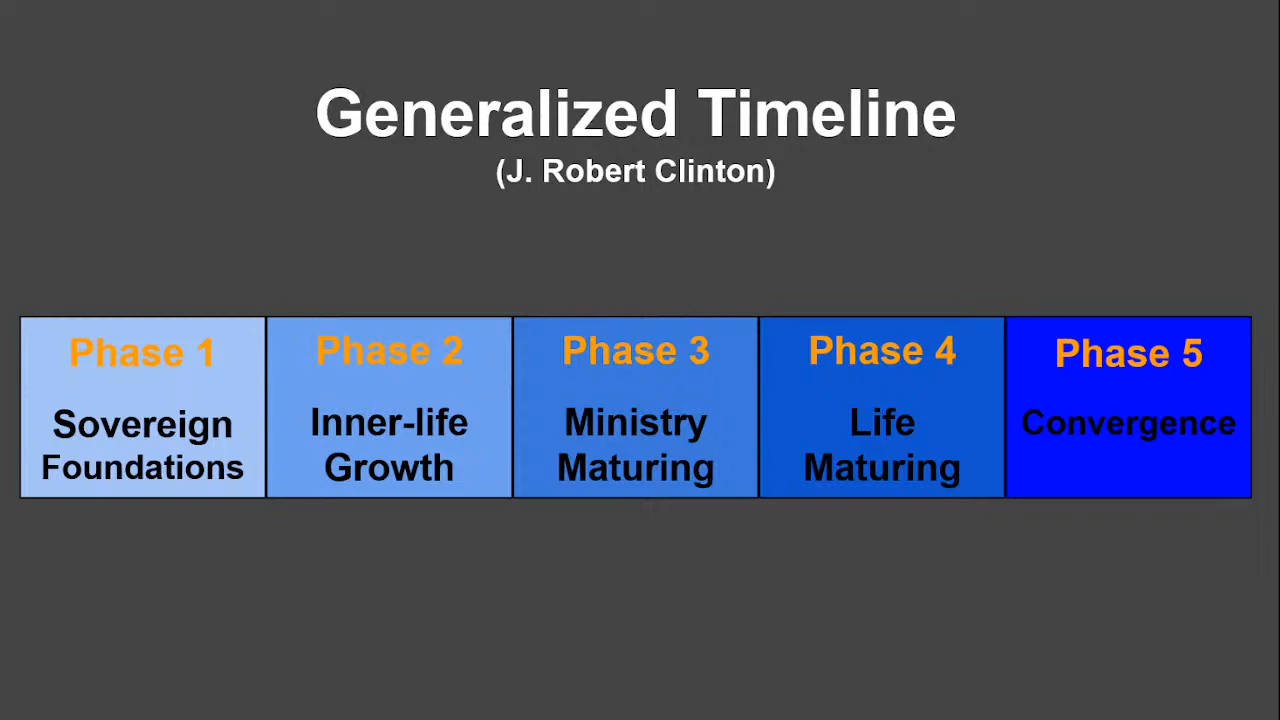 Generalized Timeline
(J. Robert Clinton)
Phase 1
Sovereign
Foundations
Phase 2
Inner-life
Growth
Phase 3
Ministry
Maturing
Phase 4
Life
Maturing
Phase 5
Convergence